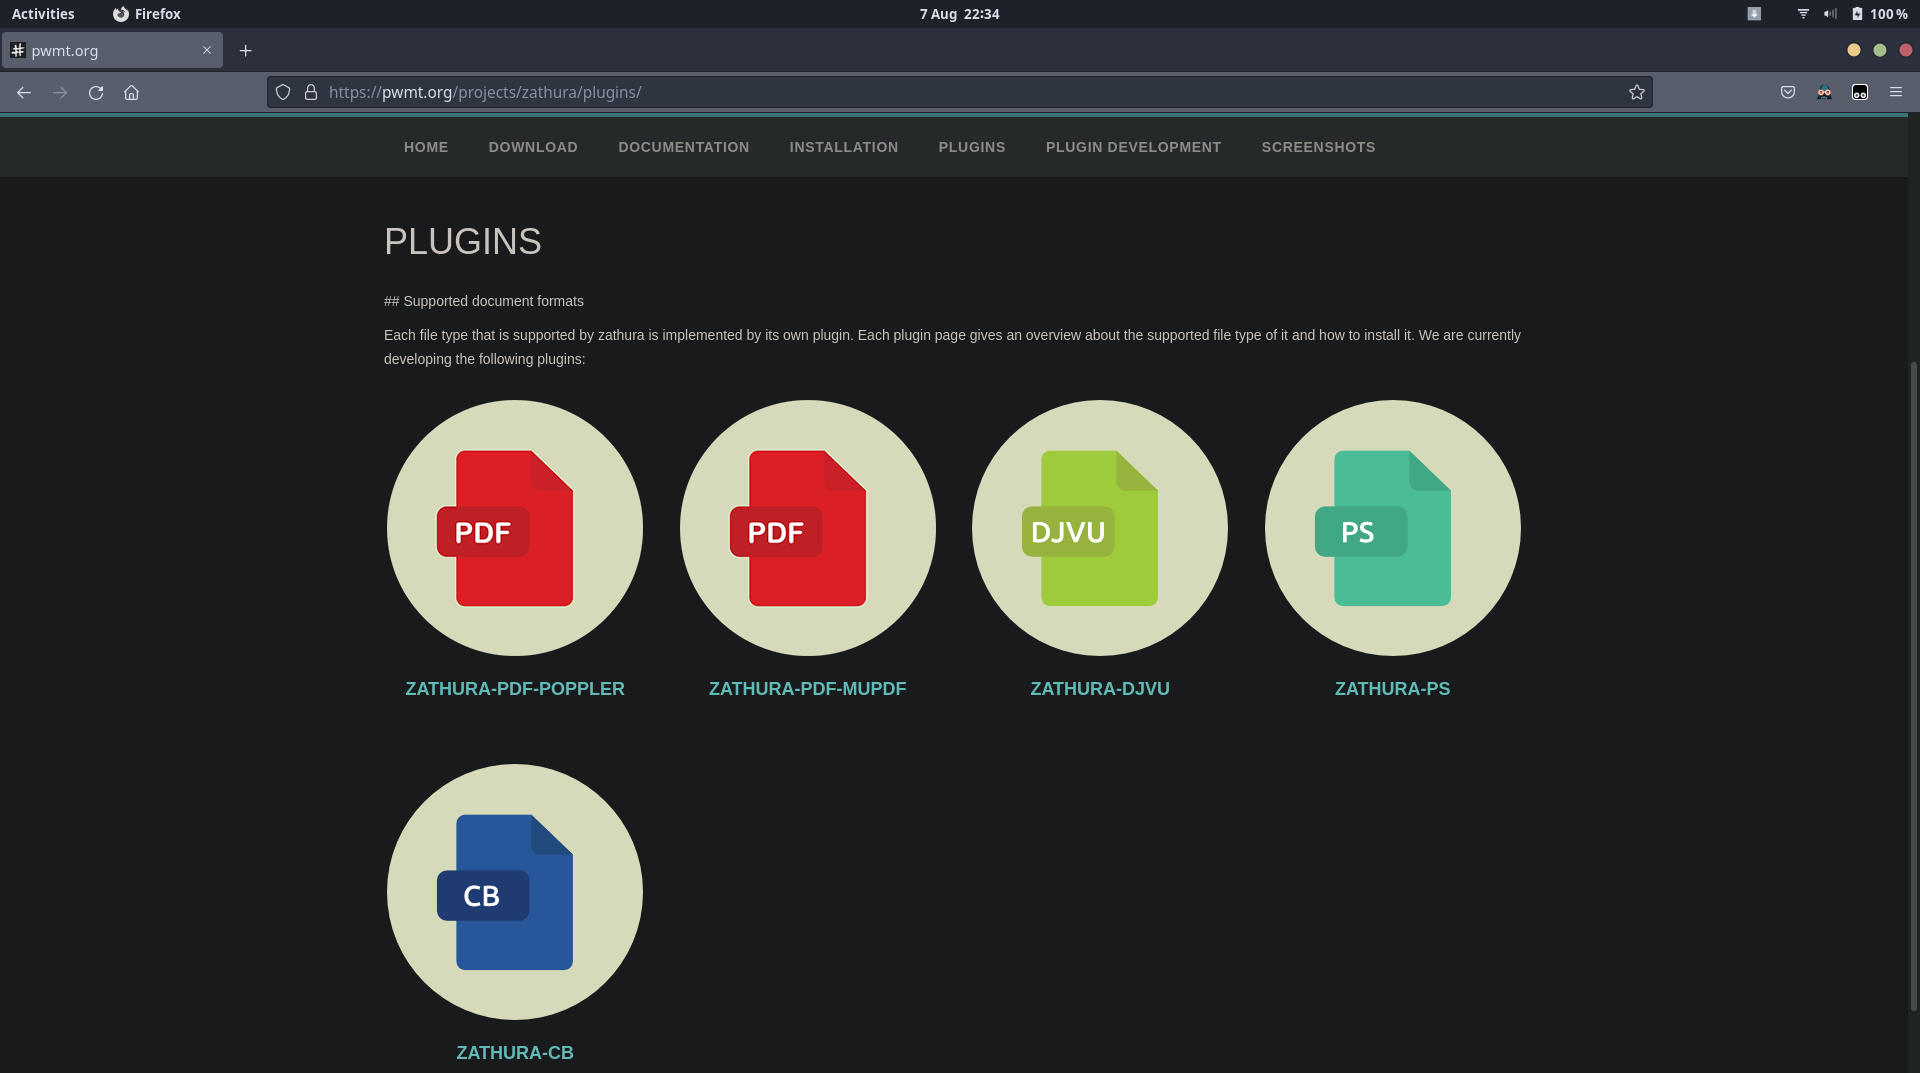 Activities Firefox 7 Aug 22:34 100 %
pwmt.org
https://pwmt.org/projects/zathura/plugins/
HOME DOWNLOAD DOCUMENTATION INSTALLATION PLUGINS PLUGIN DEVELOPMENT SCREENSHOTS
PLUGINS
## Supported document formats
Each file type that is supported by zathura is implemented by its own plugin. Each plugin page gives an overview about the supported file type of it and how to install it. We are currently
developing the following plugins:
PDF PDF DJVU PS
ZATHURA-PDF-POPPLER ZATHURA-PDF-MUPDF ZATHURA-DJVU ZATHURA-PS
CB
ZATHURA-CB